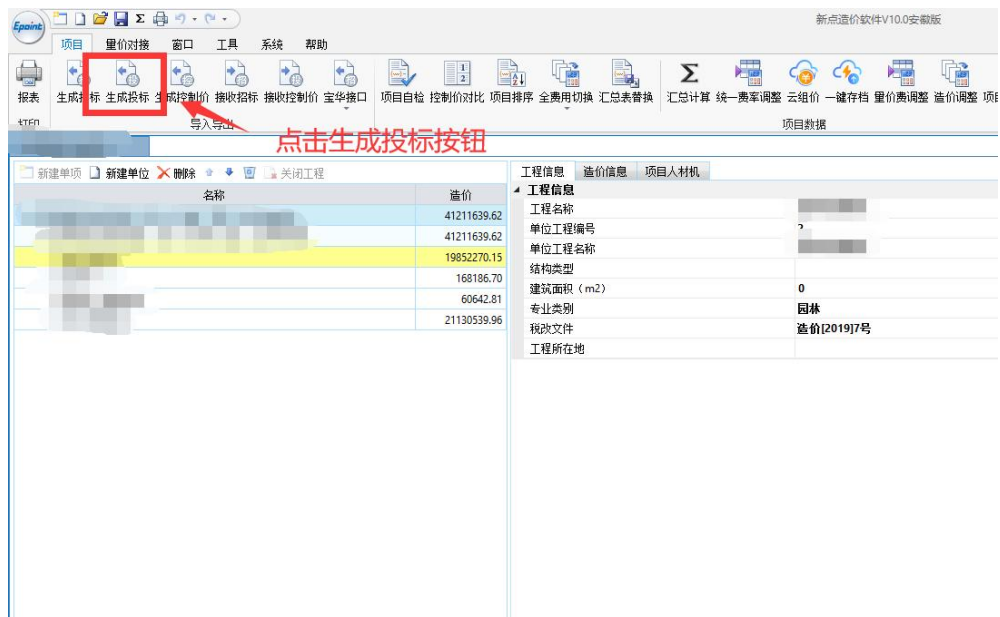 Epoint
新点造价软件V10.0安徽版
项目 量价对接 窗口 工具 系统 帮助
报表 生成招标 生成投标 生成控制价 接收招标 接收控制价 宝华接口 项目自检 控制价对比 项目排序 全费用切换 汇总表替换 汇总计算 统一费率调整 云组价 一键存档 量价费调整 造价调整
打印 导入导出 项目数据
点击生成投标按钮
新建单项 新建单位 删除 关闭工程
工程信息 造价信息 项目人材机
名称 造价
工程信息
41211639.62
工程名称
41211639.62
单位工程编号
单位工程名称
19852270.15
结构类型
168186.70
建筑面积（m2） 0
60642.81
专业类别 园林
21130539.96
税改文件 造价[2019]7号
工程所在地